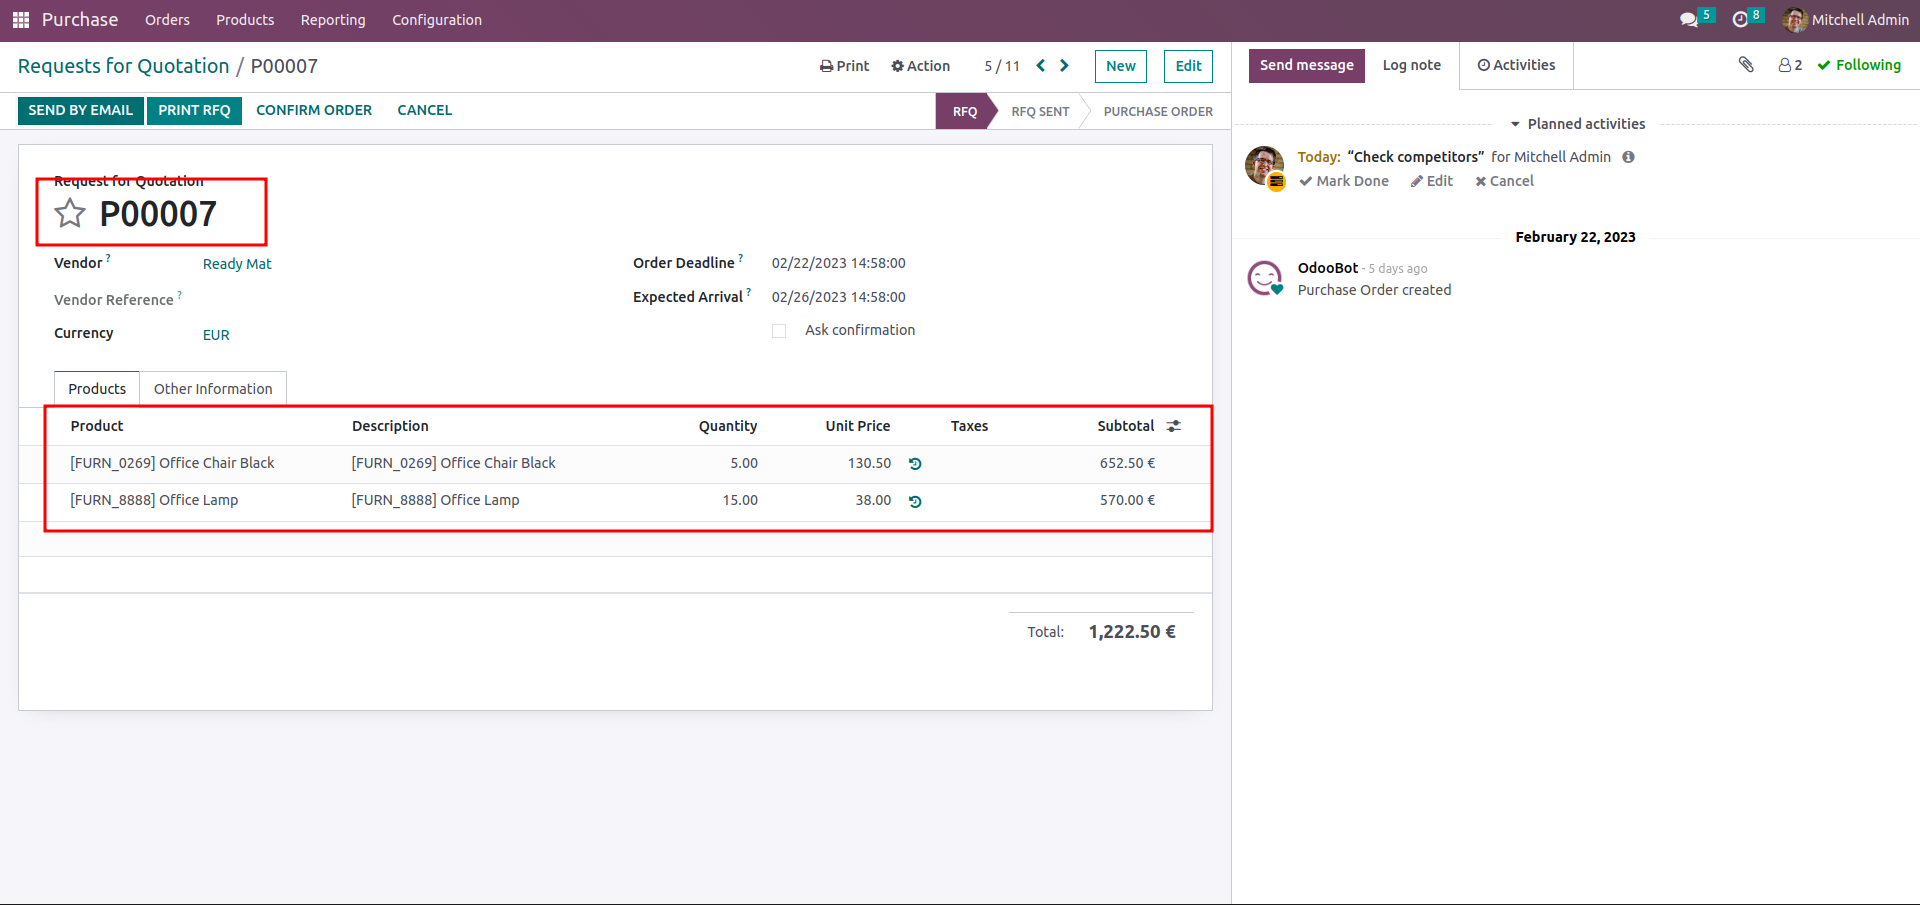 Purchase Orders Products Reporting Configuration 5 8 Mitchell Admin
Requests for Quotation / P00007 Print Action 5 / 11 New Edit
Send message Log note Activities 2 Following
SEND BY EMAIL PRINT RFQ CONFIRM ORDER CANCEL RFQ RFQ SENT PURCHASE ORDER
Request for Quotation
P00007
Vendor ? Ready Mat
Vendor Reference ?
Currency EUR
Order Deadline ? 02/22/2023 14:58:00
Expected Arrival ? 02/26/2023 14:58:00
Ask confirmation
Products Other Information
Product Description Quantity Unit Price Taxes Subtotal
[FURN_0269] Office Chair Black [FURN_0269] Office Chair Black 5.00 130.50 652.50 €
[FURN_8888] Office Lamp [FURN_8888] Office Lamp 15.00 38.00 570.00 €
Total: 1,222.50 €
Planned activities
Today: “Check competitors” for Mitchell Admin
Mark Done Edit Cancel
February 22, 2023
OdooBot - 5 days ago
Purchase Order created